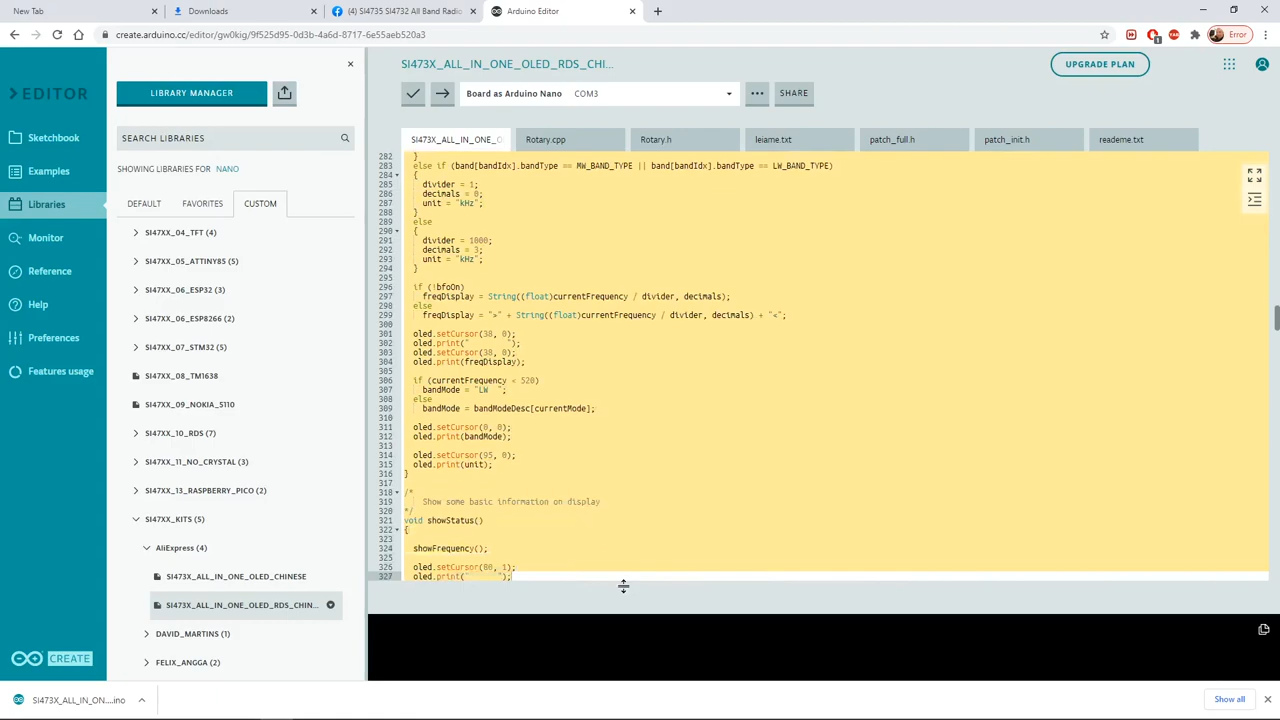 New Tab
Downloads
(4) SI4735 SI4732 All Band Radio
Arduino Editor
create.arduino.cc/editor/gw0kig/9f525d95-0d3b-4a6d-8717-6e55aeb520a3
Error
EDITOR
Sketchbook
Examples
Libraries
Monitor
Reference
Help
Preferences
Features usage
CREATE
LIBRARY MANAGER
SEARCH LIBRARIES
SHOWING LIBRARIES FOR NANO
DEFAULT FAVORITES CUSTOM
SI47XX_04_TFT (4)
SI47XX_05_ATTINY85 (5)
SI47XX_06_ESP32 (3)
SI47XX_06_ESP8266 (2)
SI47XX_07_STM32 (5)
SI47XX_08_TM1638
SI47XX_09_NOKIA_5110
SI47XX_10_RDS (7)
SI47XX_11_NO_CRYSTAL (3)
SI47XX_13_RASPBERRY_PICO (2)
SI47XX_KITS (5)
AliExpress (4)
SI473X_ALL_IN_ONE_OLED_CHINESE
SI473X_ALL_IN_ONE_OLED_RDS_CHIN...
DAVID_MARTINS (1)
FELIX_ANGGA (2)
SI473X_ALL_IN_ONE_OLED_RDS_CHI...
UPGRADE PLAN
Board as Arduino Nano COM3
SHARE
SI473X_ALL_IN_ONE_O
Rotary.cpp
Rotary.h
leiame.txt
patch_full.h
patch_init.h
reademe.txt
282 }
283 else if (band[bandIdx].bandType == MW_BAND_TYPE || band[bandIdx].bandType == LW_BAND_TYPE)
284 {
285 divider = 1;
286 decimals = 0;
287 unit = "kHz";
288 }
289 else
290 {
291 divider = 1000;
292 decimals = 3;
293 unit = "kHz";
294 }
295
296 if (!bfoOn)
297 freqDisplay = String((float)currentFrequency / divider, decimals);
298 else
299 freqDisplay = ">" + String((float)currentFrequency / divider, decimals) + "<";
300
301 oled.setCursor(38, 0);
302 oled.print("        ");
303 oled.setCursor(38, 0);
304 oled.print(freqDisplay);
305
306 if (currentFrequency < 520)
307 bandMode = "LW  ";
308 else
309 bandMode = bandModeDesc[currentMode];
310
311 oled.setCursor(0, 0);
312 oled.print(bandMode);
313
314 oled.setCursor(95, 0);
315 oled.print(unit);
316 }
317
318 /*
319 Show some basic information on display
320 */
321 void showStatus()
322 {
323
324 showFrequency();
325
326 oled.setCursor(80, 1);
327 oled.print("      ");
SI473X_ALL_IN_ON....ino
Show all